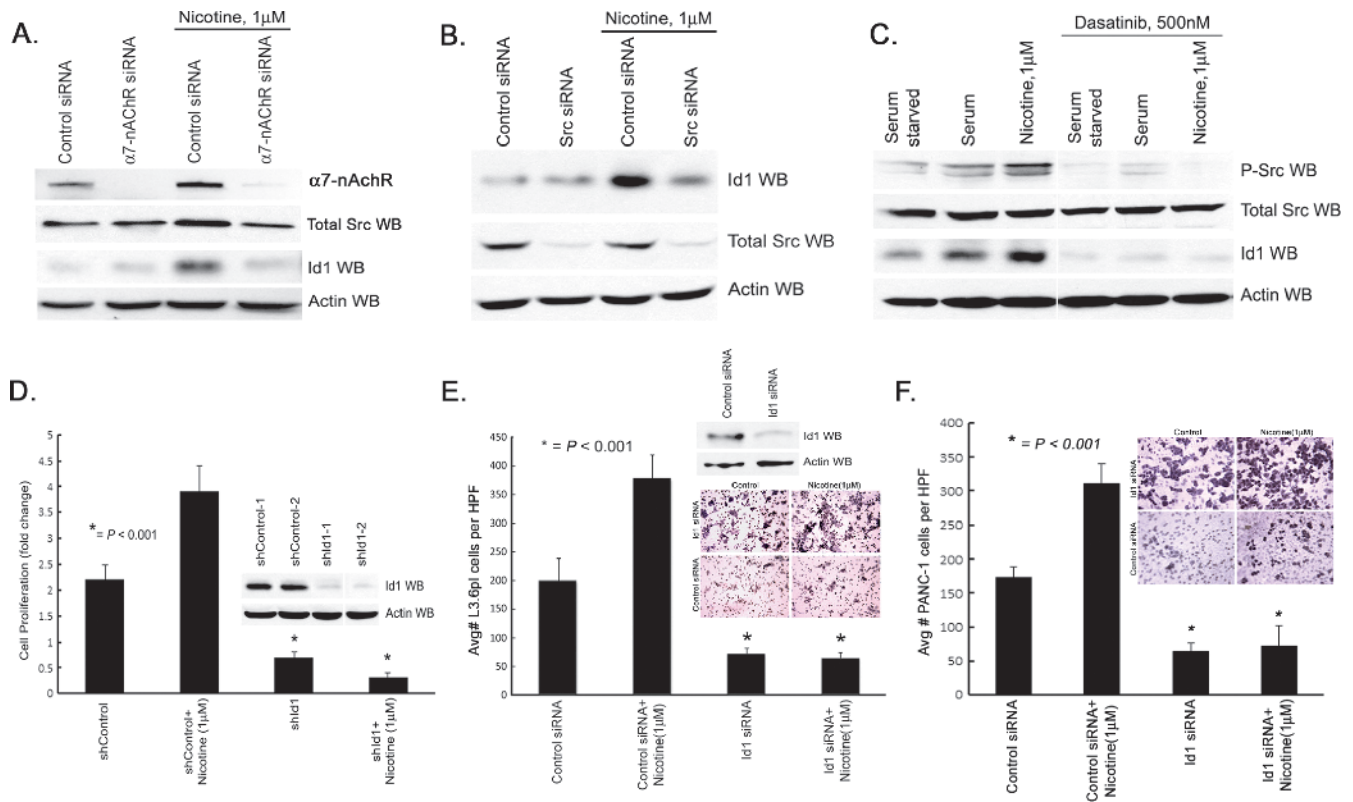 A.
Nicotine, 1μM
Control siRNA
α7-nAChR siRNA
Control siRNA
α7-nAChR siRNA
α7-nAchR
Total Src WB
Id1 WB
Actin WB
B.
Nicotine, 1μM
Control siRNA
Src siRNA
Control siRNA
Src siRNA
Id1 WB
Total Src WB
Actin WB
C.
Dasatinib, 500nM
Serum
starved
Serum
Nicotine,1μM
Serum
starved
Serum
Nicotine,1μM
P-Src WB
Total Src WB
Id1 WB
Actin WB
D.
Cell Proliferation (fold change)
5
4.5
4
3.5
3
2.5
2
1.5
1
0.5
0
* = P < 0.001
shControl-1
shControl-2
shId1-1
shId1-2
Id1 WB
Actin WB
*
*
shControl
shControl+
Nicotine (1μM)
shId1
shId1+
Nicotine (1μM)
E.
Avg# L3.6pl cells per HPF
450
400
350
300
250
200
150
100
50
0
* = P < 0.001
Control siRNA
Id1 siRNA
Id1 WB
Actin WB
Control
Nicotine(1μM)
Id1 siRNA
Control siRNA
*
*
Control siRNA
Control siRNA+
Nicotine(1μM)
Id1 siRNA
Id1 siRNA+
Nicotine(1μM)
F.
Avg # PANC-1 cells per HPF
400
350
300
250
200
150
100
50
0
* = P < 0.001
Control
Nicotine(1μM)
Id1 siRNA
Control siRNA
*
*
Control siRNA
Control siRNA+
Nicotine(1μM)
Id1 siRNA
Id1 siRNA+
Nicotine(1μM)